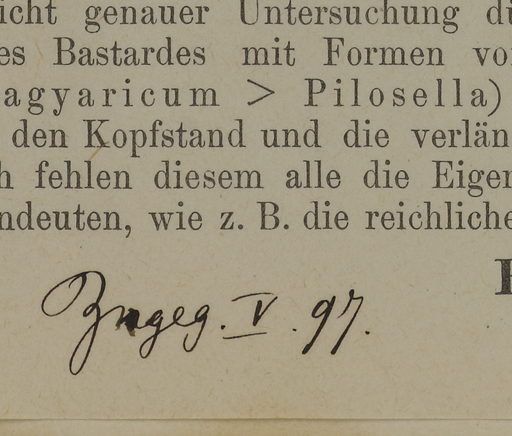 icht genauer Untersuchung
es Bastardes mit Formen
agyaricum > Pilosella)
den Kopfstand und die verlän
h fehlen diesem alle die Eigen
ndeuten, wie z. B. die reichliche
Zugeg. V. 97.